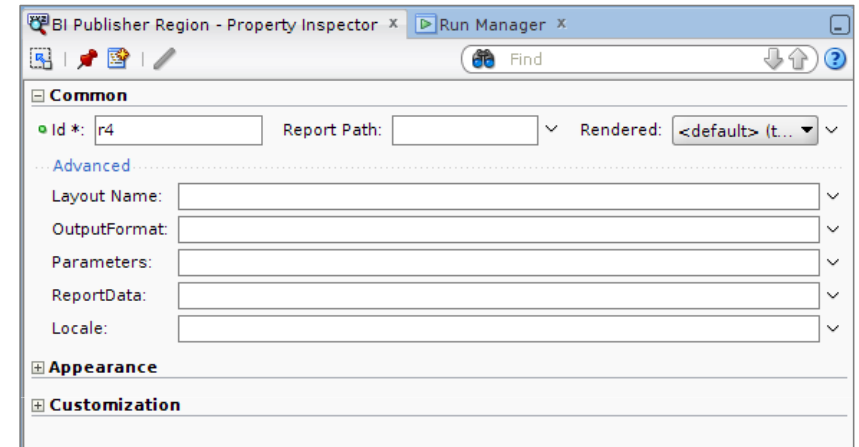 BI Publisher Region - Property Inspector x Run Manager x
Find
Common
Id *: r4 Report Path: Rendered: <default> (t...
Advanced
Layout Name:
OutputFormat:
Parameters:
ReportData:
Locale:
Appearance
Customization